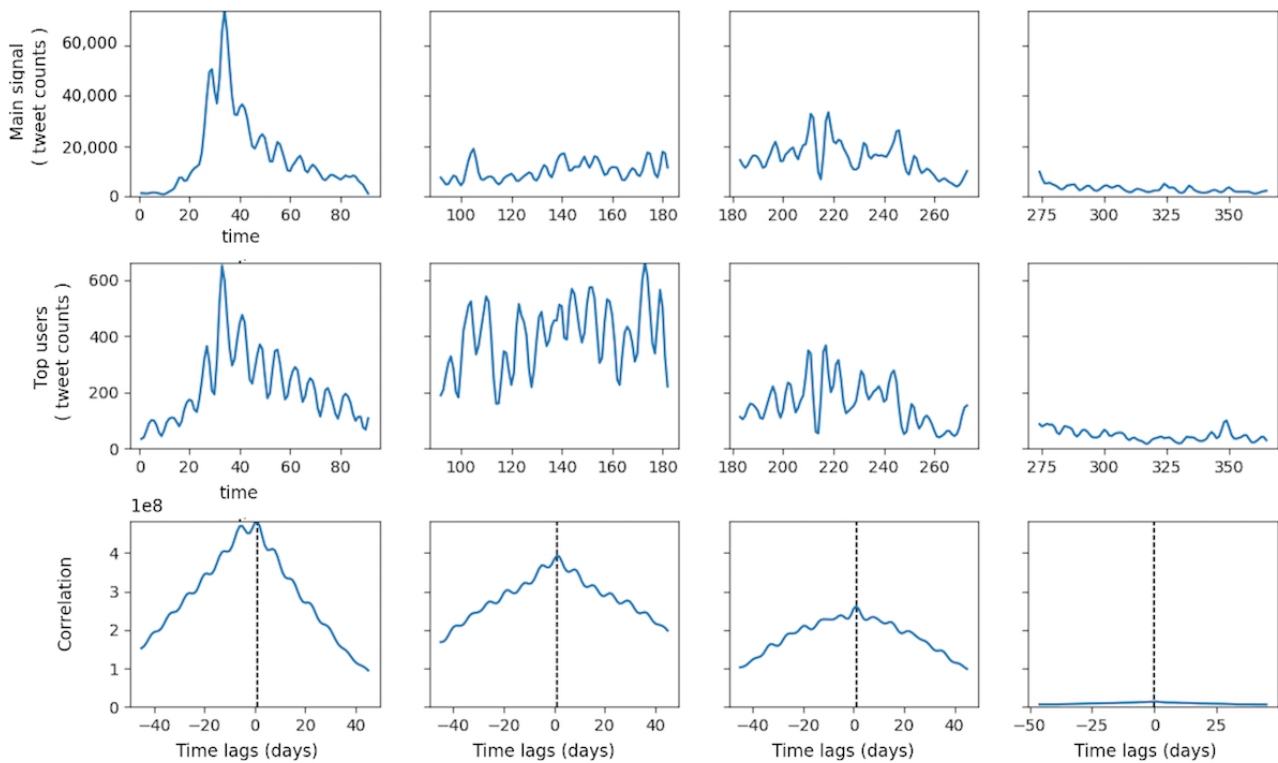 Main signal
( tweet counts )
60,000
40,000
20,000
0
0 20 40 60 80
100 120 140 160 180
180 200 220 240 260
275 300 325 350
time
Top users
( tweet counts )
600
400
200
0
0 20 40 60 80
100 120 140 160 180
180 200 220 240 260
275 300 325 350
time
1e8
Correlation
4
3
2
1
0
−40 −20 0 20 40
−40 −20 0 20 40
−40 −20 0 20 40
−50 −25 0 25
Time lags (days)
Time lags (days)
Time lags (days)
Time lags (days)